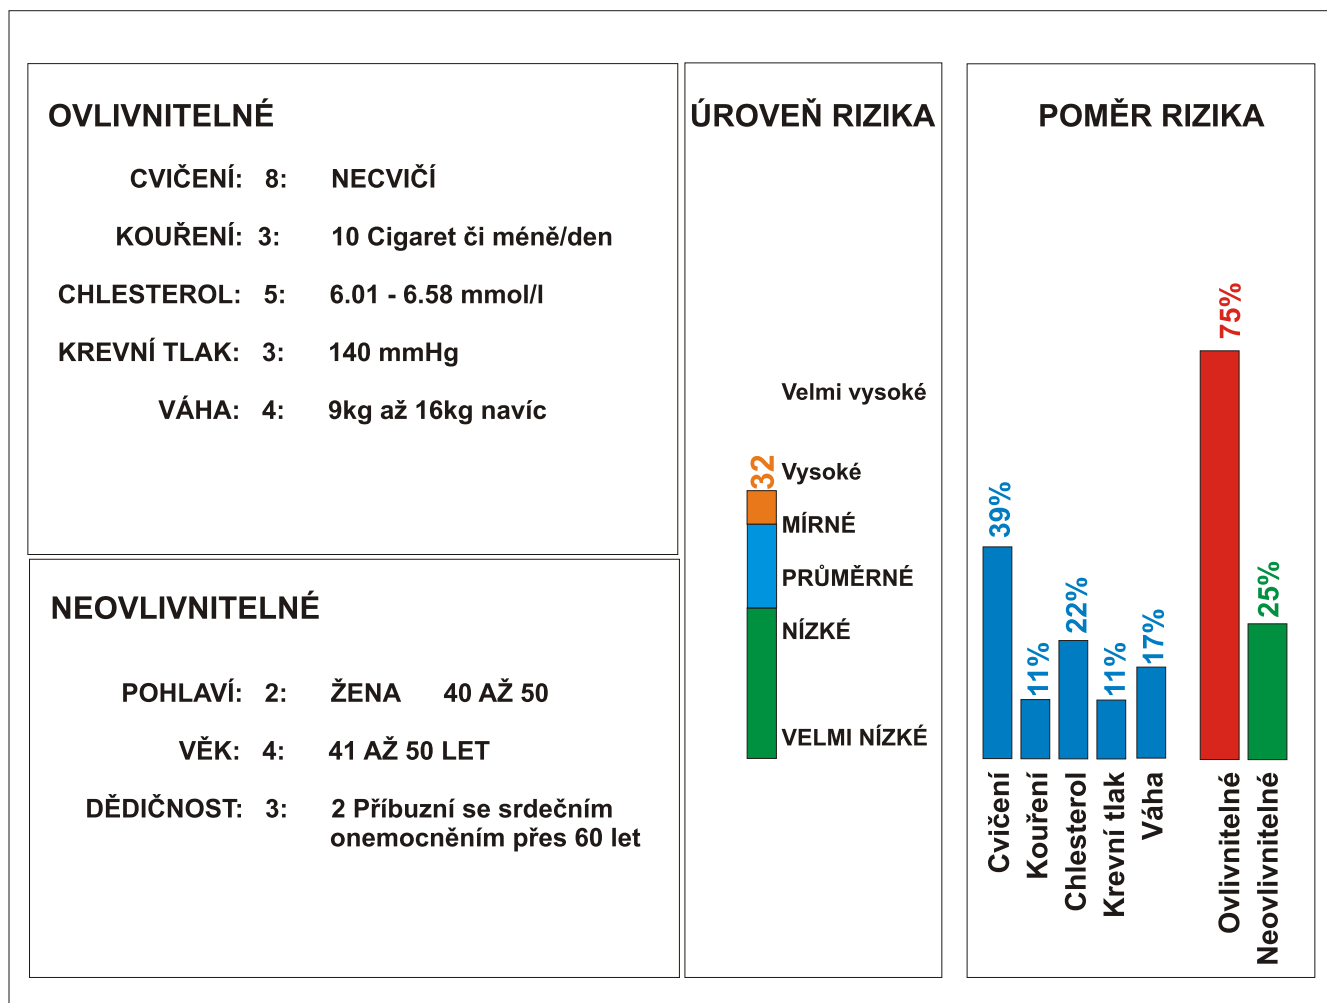 OVLIVNITELNÉ
CVIČENÍ: 8: NECVIČÍ
KOUŘENÍ: 3: 10 Cigaret či méně/den
CHLESTEROL: 5: 6.01 - 6.58 mmol/l
KREVNÍ TLAK: 3: 140 mmHg
VÁHA: 4: 9kg až 16kg navíc
NEOVLIVNITELNÉ
POHLAVÍ: 2: ŽENA 40 AŽ 50
VĚK: 4: 41 AŽ 50 LET
DĚDIČNOST: 3: 2 Příbuzní se srdečním
onemocněním přes 60 let
ÚROVEŇ RIZIKA
Velmi vysoké
32
Vysoké
MÍRNÉ
PRŮMĚRNÉ
NÍZKÉ
VELMI NÍZKÉ
POMĚR RIZIKA
39%
11%
22%
11%
17%
75%
25%
Cvičení
Kouření
Chlesterol
Krevní tlak
Váha
Ovlivnitelné
Neovlivnitelné